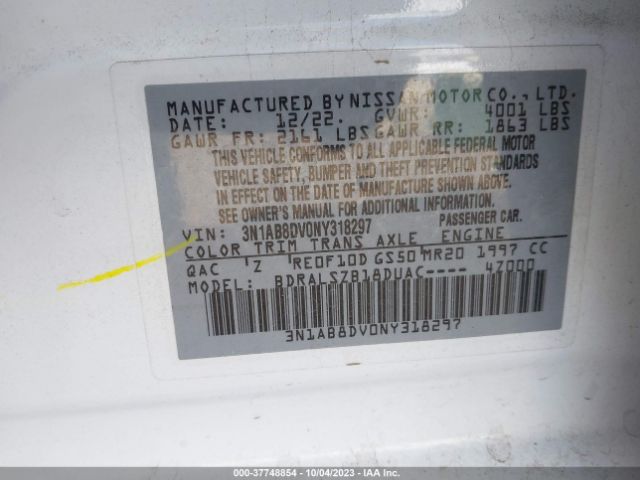 MANUFACTURED BY NISSAN MOTOR CO., LTD.
DATE: 12/22. GVWR: 4001 LBS
GAWR FR: 2161 LBS GAWR RR: 1863 LBS
THIS VEHICLE CONFORMS TO ALL APPLICABLE FEDERAL MOTOR
VEHICLE SAFETY, BUMPER AND THEFT PREVENTION STANDARDS
IN EFFECT ON THE DATE OF MANUFACTURE SHOWN ABOVE.
SEE OWNER'S MANUAL FOR ADDITIONAL INFORMATION.
VIN: 3N1AB8DV0NY318297 PASSENGER CAR.
COLOR TRIM TRANS AXLE ENGINE
QAC Z RE0F10D GS50 MR20 1997 CC
MODEL: BDRALSZB18DUAC---- 4Z000
3N1AB8DV0NY318297
000-37748854 • 10/04/2023 • IAA Inc.